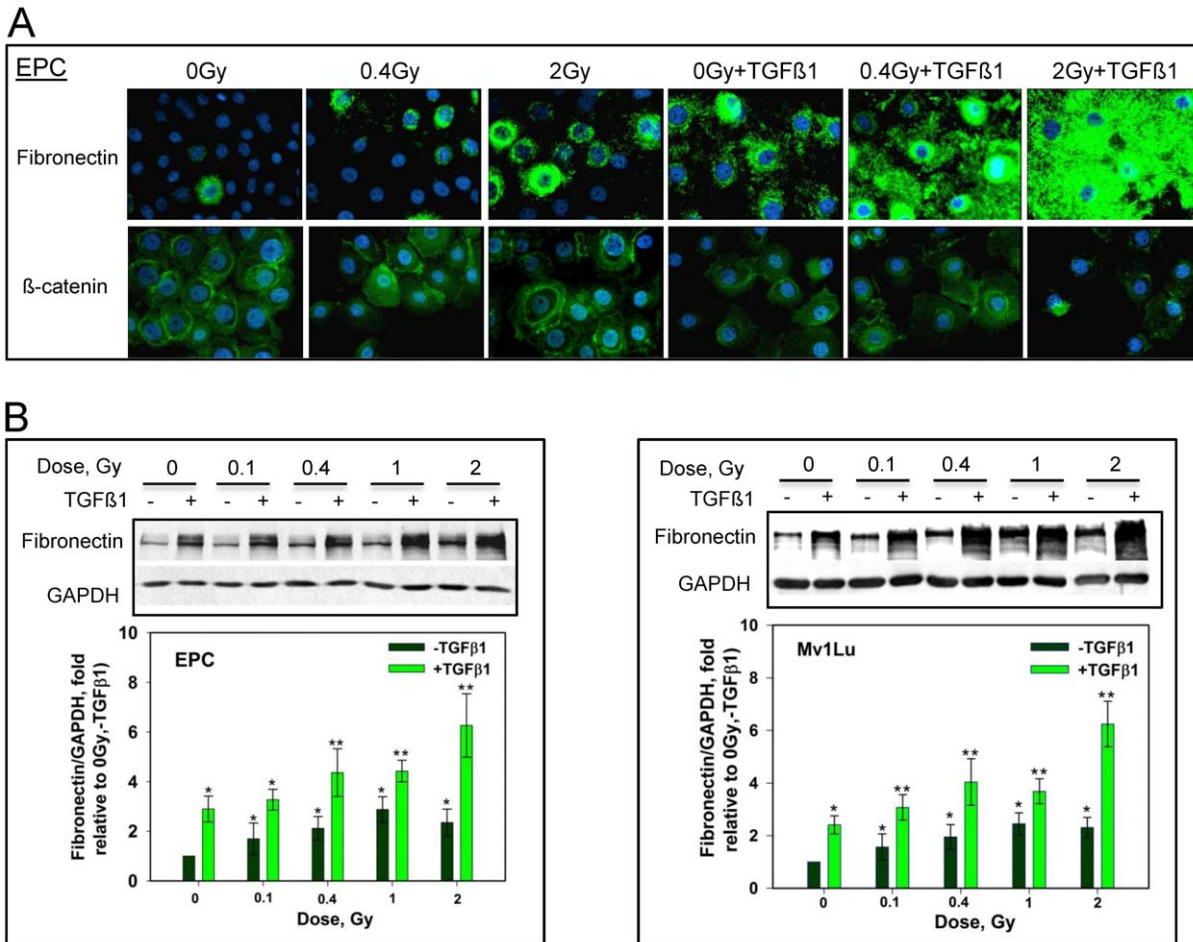 A
EPC
0Gy 0.4Gy 2Gy 0Gy+TGFß1 0.4Gy+TGFß1 2Gy+TGFß1
Fibronectin
ß-catenin
B
Dose, Gy 0 0.1 0.4 1 2
TGFß1 - + - + - + - + - +
Fibronectin
GAPDH
Fibronectin/GAPDH, fold
relative to 0Gy,-TGFβ1)
10
8
6
4
2
0
EPC
-TGFβ1
+TGFβ1
* * * * ** * ** * **
0 0.1 0.4 1 2
Dose, Gy
Dose, Gy 0 0.1 0.4 1 2
TGFß1 - + - + - + - + - +
Fibronectin
GAPDH
Fibronectin/GAPDH, fold
relative to 0Gy,-TGFβ1)
10
8
6
4
2
0
Mv1Lu
-TGFβ1
+TGFβ1
* * ** * ** * ** * **
0 0.1 0.4 1 2
Dose, Gy